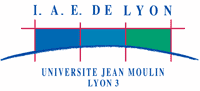 I. A. E. DE LYON
UNIVERSITE JEAN MOULIN
LYON 3